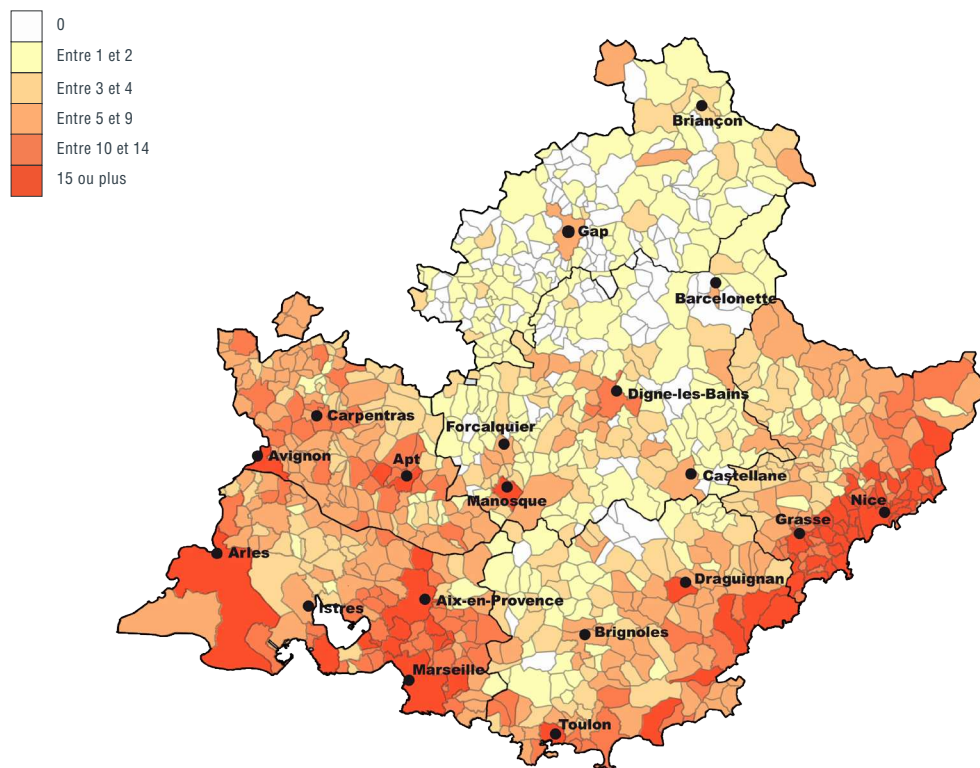 0
Entre 1 et 2
Entre 3 et 4
Entre 5 et 9
Entre 10 et 14
15 ou plus
Briançon
Gap
Barcelonette
Digne-les-Bains
Carpentras
Forcalquier
Avignon
Apt
Castellane
Manosque
Nice
Grasse
Arles
Draguignan
Aix-en-Provence
Istres
Brignoles
Marseille
Toulon